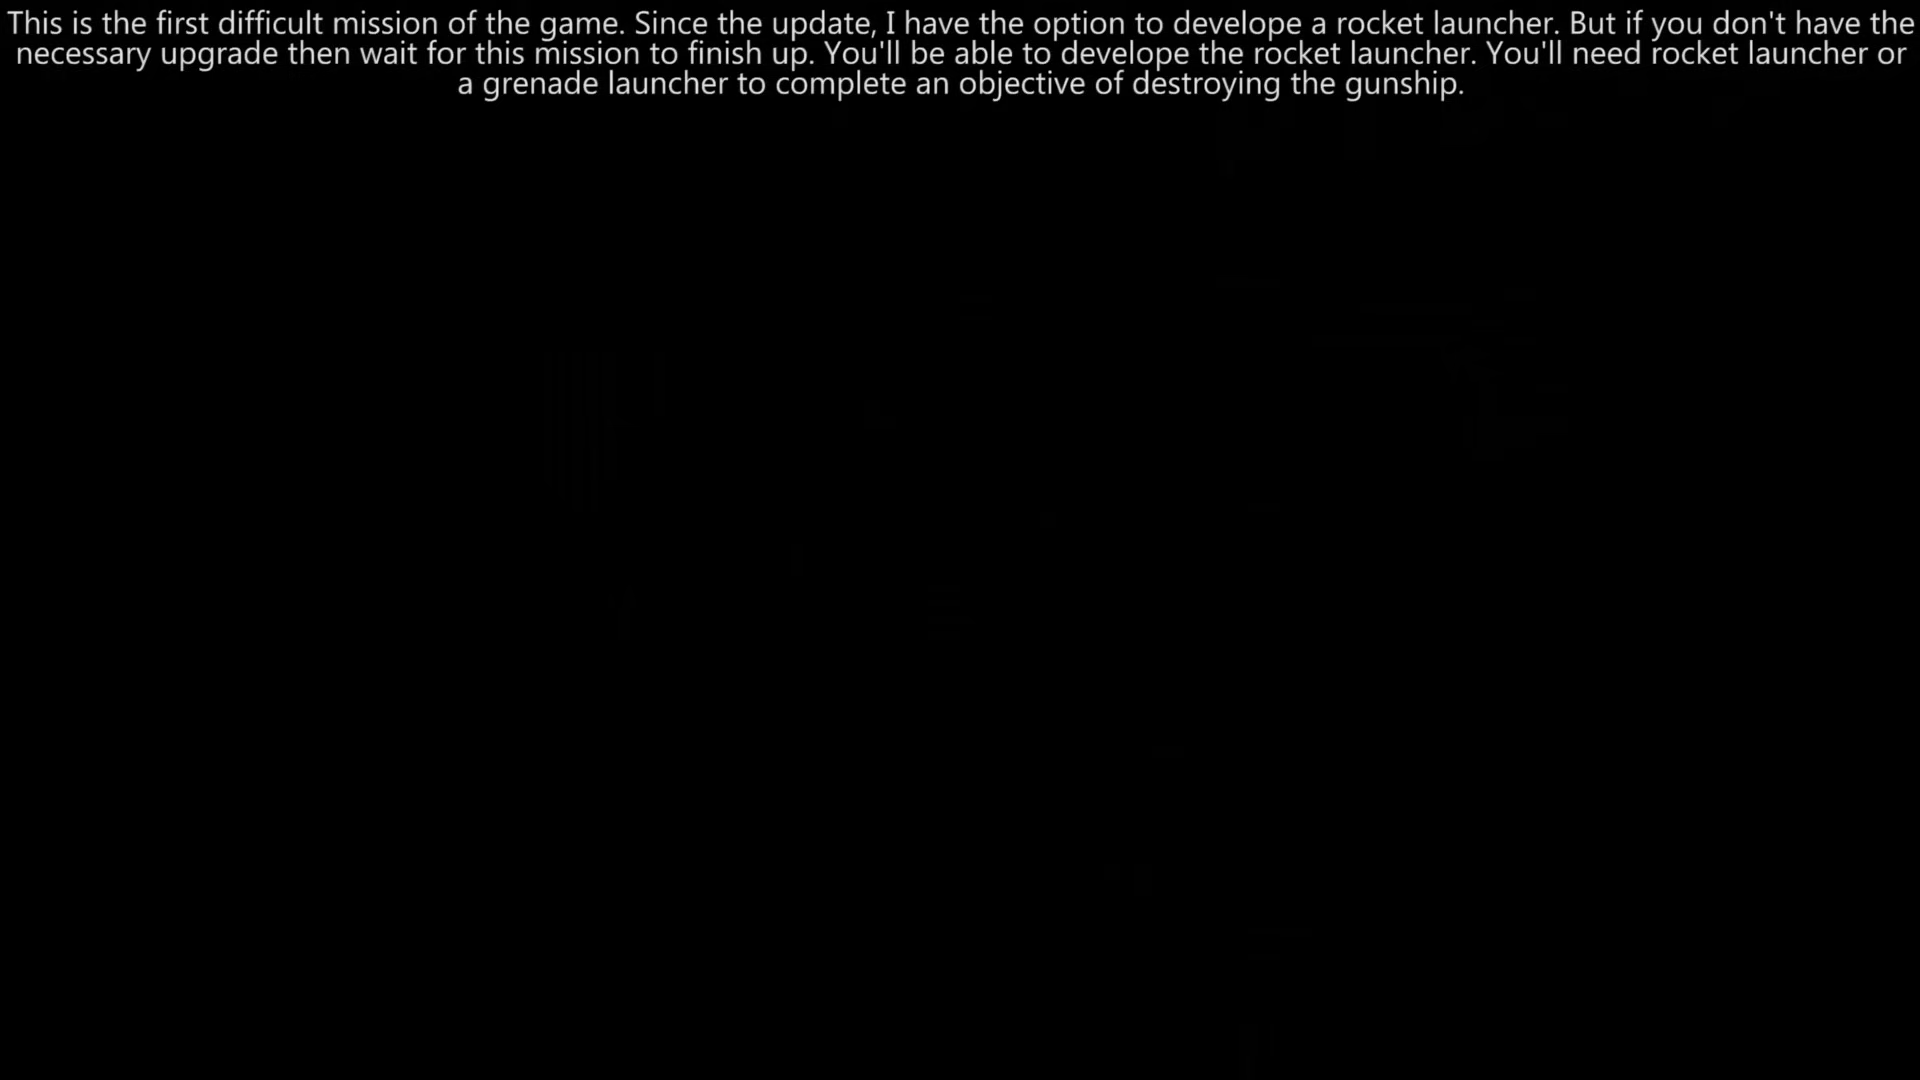 This is the first difficult mission of the game. Since the update, I have the option to develope a rocket launcher. But if you don't have the
necessary upgrade then wait for this mission to finish up. You'll be able to develope the rocket launcher. You'll need rocket launcher or
a grenade launcher to complete an objective of destroying the gunship.